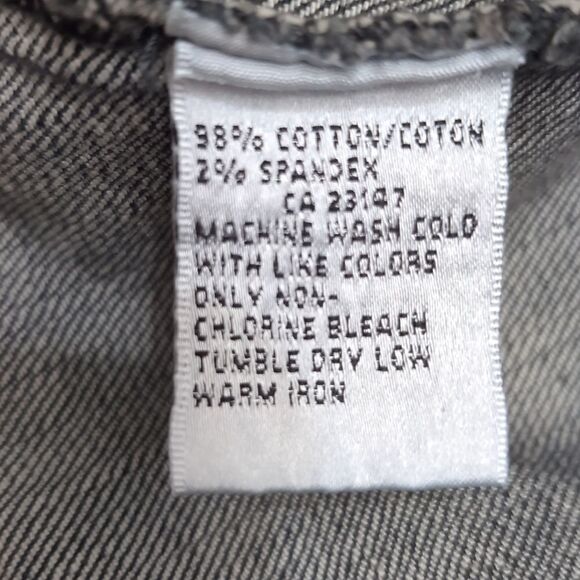 98% COTTON/COTON
2% SPANDEX
CA 23147
MACHINE WASH COLD
WITH LIKE COLORS
ONLY NON-
CHLORINE BLEACH
TUMBLE DRY LOW
WARM IRON